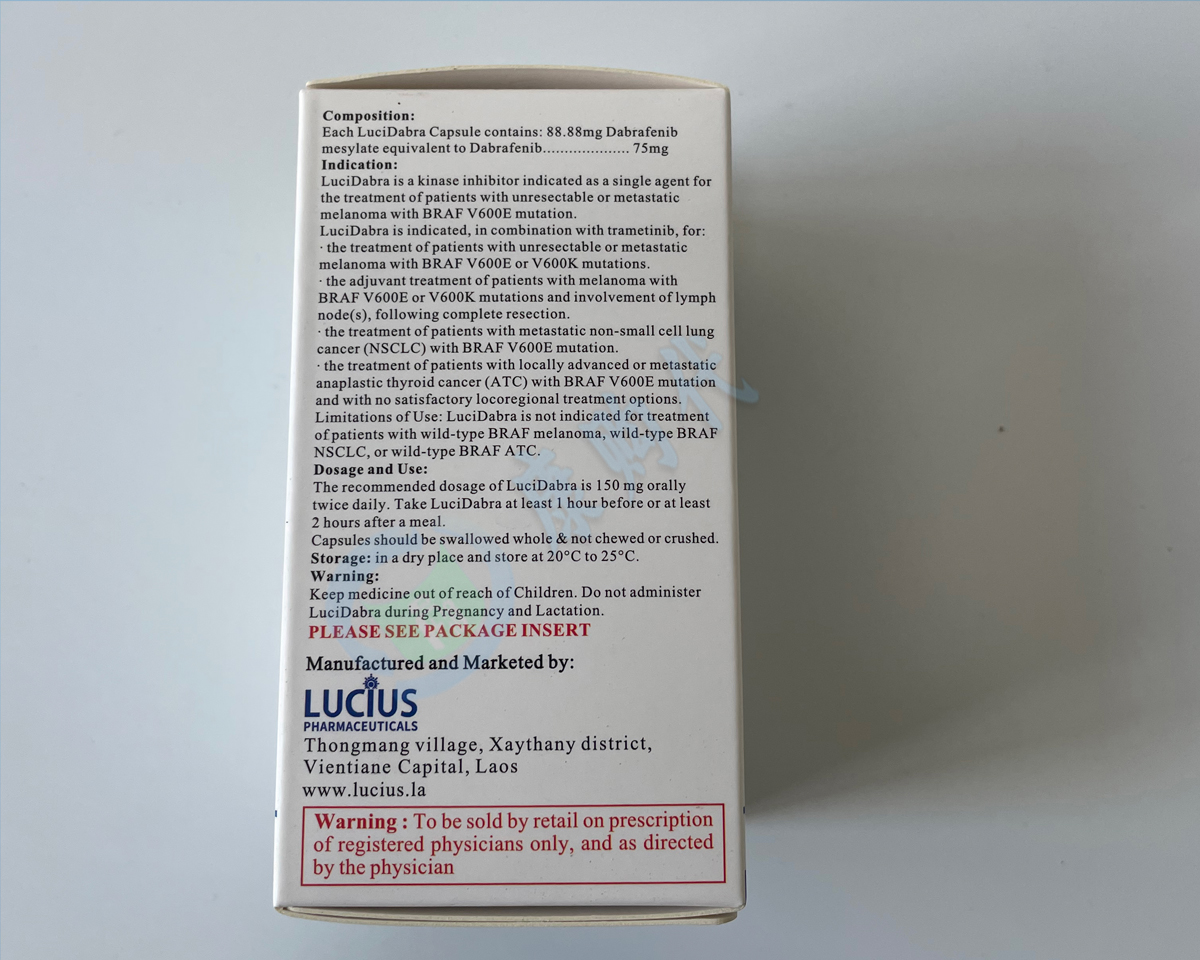 Composition:
Each LuciDabra Capsule contains: 88.88mg Dabrafenib
mesylate equivalent to Dabrafenib.................... 75mg
Indication:
LuciDabra is a kinase inhibitor indicated as a single agent for
the treatment of patients with unresectable or metastatic
melanoma with BRAF V600E mutation.
LuciDabra is indicated, in combination with trametinib, for:
· the treatment of patients with unresectable or metastatic
melanoma with BRAF V600E or V600K mutations.
· the adjuvant treatment of patients with melanoma with
BRAF V600E or V600K mutations and involvement of lymph
node(s), following complete resection.
· the treatment of patients with metastatic non-small cell lung
cancer (NSCLC) with BRAF V600E mutation.
· the treatment of patients with locally advanced or metastatic
anaplastic thyroid cancer (ATC) with BRAF V600E mutation
and with no satisfactory locoregional treatment options.
Limitations of Use: LuciDabra is not indicated for treatment
of patients with wild-type BRAF melanoma, wild-type BRAF
NSCLC, or wild-type BRAF ATC.
Dosage and Use:
The recommended dosage of LuciDabra is 150 mg orally
twice daily. Take LuciDabra at least 1 hour before or at least
2 hours after a meal.
Capsules should be swallowed whole & not chewed or crushed.
Storage: in a dry place and store at 20°C to 25°C.
Warning:
Keep medicine out of reach of Children. Do not administer
LuciDabra during Pregnancy and Lactation.
PLEASE SEE PACKAGE INSERT
Manufactured and Marketed by:
LUCIUS
PHARMACEUTICALS
Thongmang village, Xaythany district,
Vientiane Capital, Laos
www.lucius.la
Warning : To be sold by retail on prescription
of registered physicians only, and as directed
by the physician
康购代